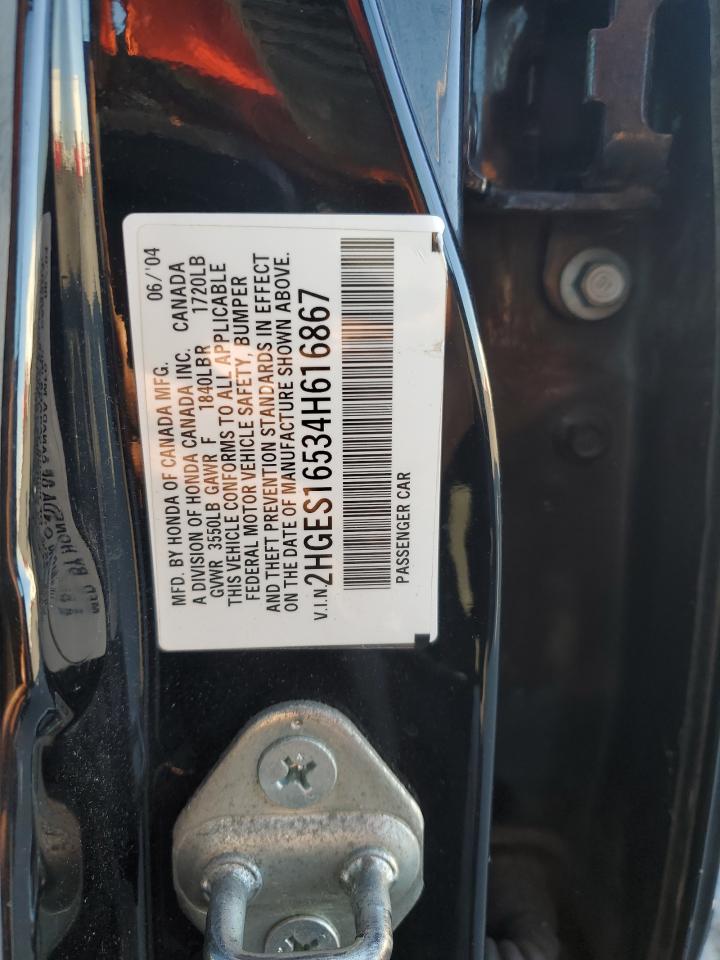 MFD. BY HONDA OF CANADA MFG. 06/'04
A DIVISION OF HONDA CANADA INC. CANADA
GVWR 3550LB GAWR F 1840LBR 1720LB
THIS VEHICLE CONFORMS TO ALL APPLICABLE
FEDERAL MOTOR VEHICLE SAFETY, BUMPER
AND THEFT PREVENTION STANDARDS IN EFFECT
ON THE DATE OF MANUFACTURE SHOWN ABOVE.
V.I.N. 2HGES16534H616867
PASSENGER CAR